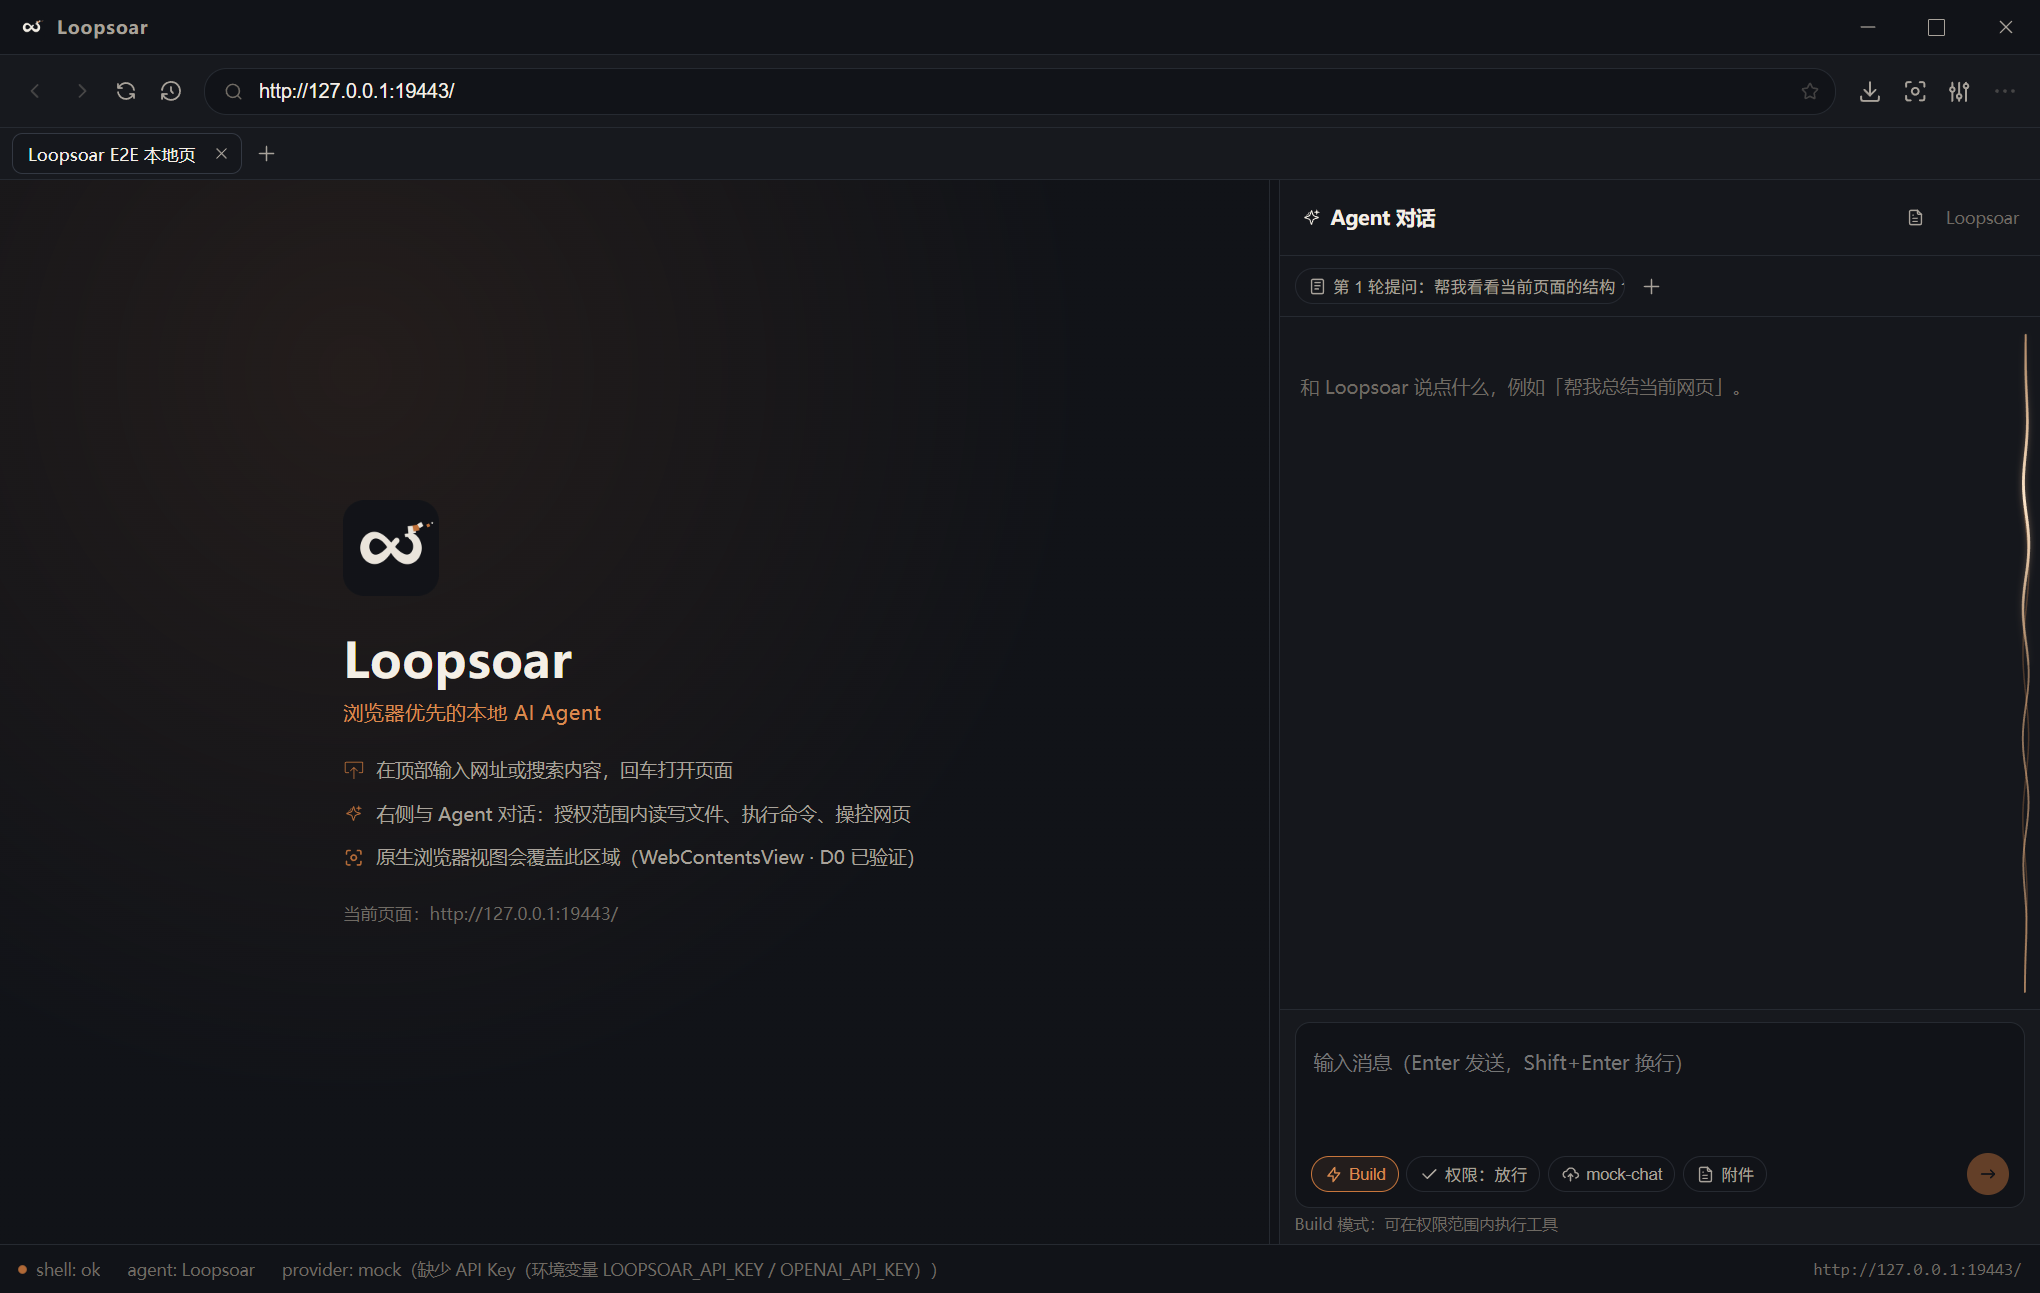 Loopsoar
http://127.0.0.1:19443/
Loopsoar E2E 本地页
Agent 对话
Loopsoar
第 1 轮提问：帮我看看当前页面的结构
和 Loopsoar 说点什么，例如「帮我总结当前网页」。
Loopsoar
浏览器优先的本地 AI Agent
在顶部输入网址或搜索内容，回车打开页面
右侧与 Agent 对话：授权范围内读写文件、执行命令、操控网页
原生浏览器视图会覆盖此区域（WebContentsView · D0 已验证）
当前页面：http://127.0.0.1:19443/
输入消息（Enter 发送，Shift+Enter 换行）
Build
权限：放行
mock-chat
附件
Build 模式：可在权限范围内执行工具
shell: ok
agent: Loopsoar
provider: mock（缺少 API Key（环境变量 LOOPSOAR_API_KEY / OPENAI_API_KEY））
http://127.0.0.1:19443/